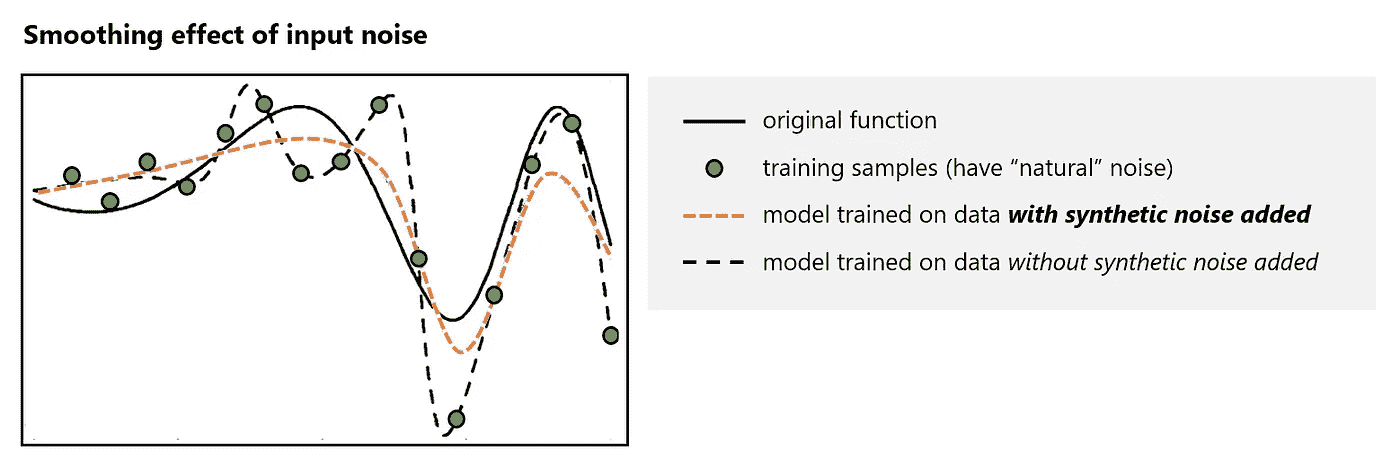 Smoothing effect of input noise
original function
training samples (have “natural” noise)
model trained on data with synthetic noise added
model trained on data without synthetic noise added